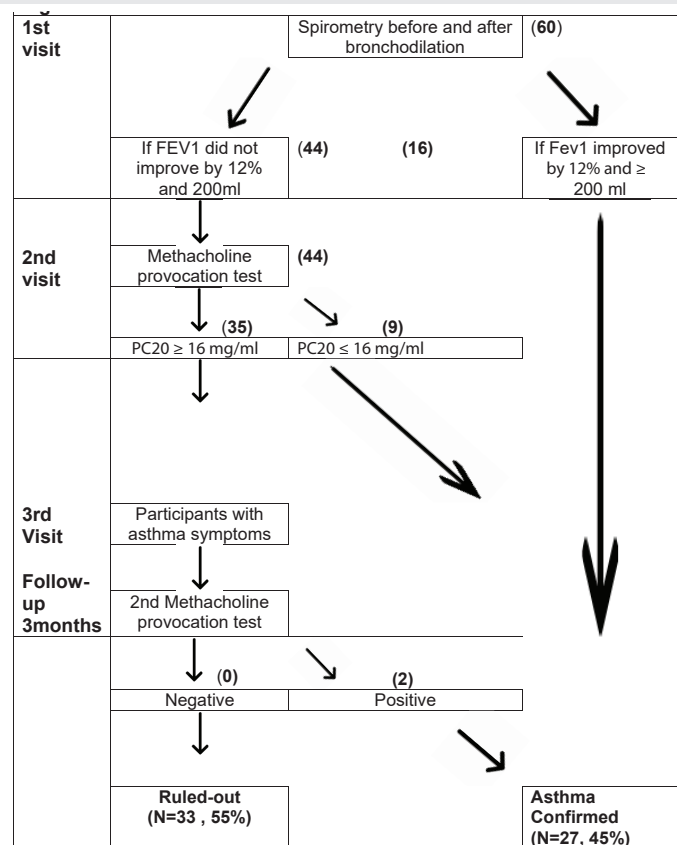 1st
visit
Spirometry before and after
bronchodilation
(60)
If FEV1 did not
improve by 12%
and 200ml
(44)
(16)
If Fev1 improved
by 12% and ≥
200 ml
2nd
visit
Methacholine
provocation test
(44)
(35)
(9)
PC20 ≥ 16 mg/ml
PC20 ≤ 16 mg/ml
3rd
Visit
Participants with
asthma symptoms
Follow-
up
3months
2nd Methacholine
provocation test
(0)
(2)
Negative
Positive
Ruled-out
(N=33 , 55%)
Asthma
Confirmed
(N=27, 45%)